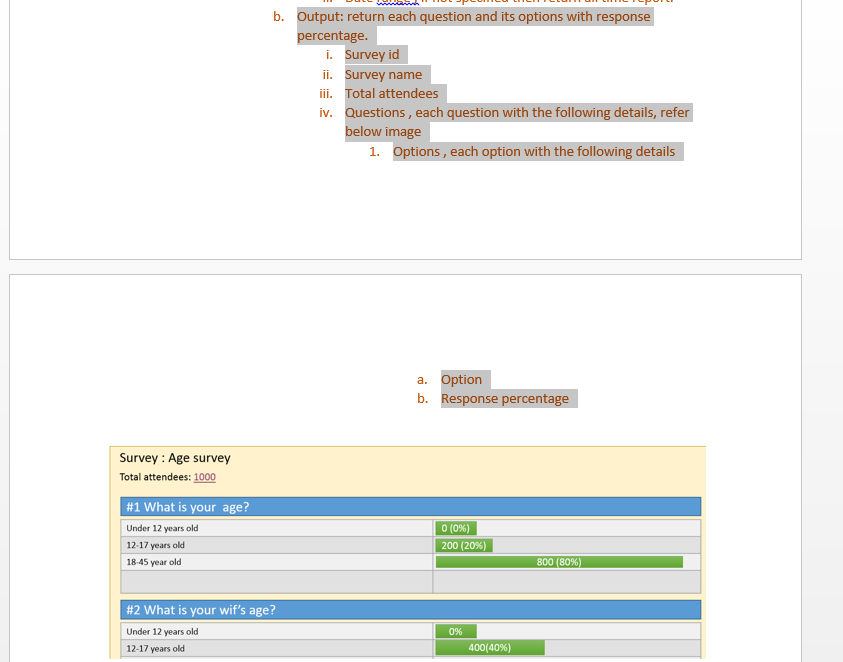 b. Output: return each question and its options with response
percentage.
i. Survey id
ii. Survey name
iii. Total attendees
iv. Questions , each question with the following details, refer
below image
1. Options , each option with the following details
a. Option
b. Response percentage
Survey : Age survey
Total attendees: 1000
#1 What is your age?
Under 12 years old 0 (0%)
12-17 years old 200 (20%)
18-45 year old 800 (80%)
#2 What is your wif's age?
Under 12 years old 0%
12-17 years old 400(40%)